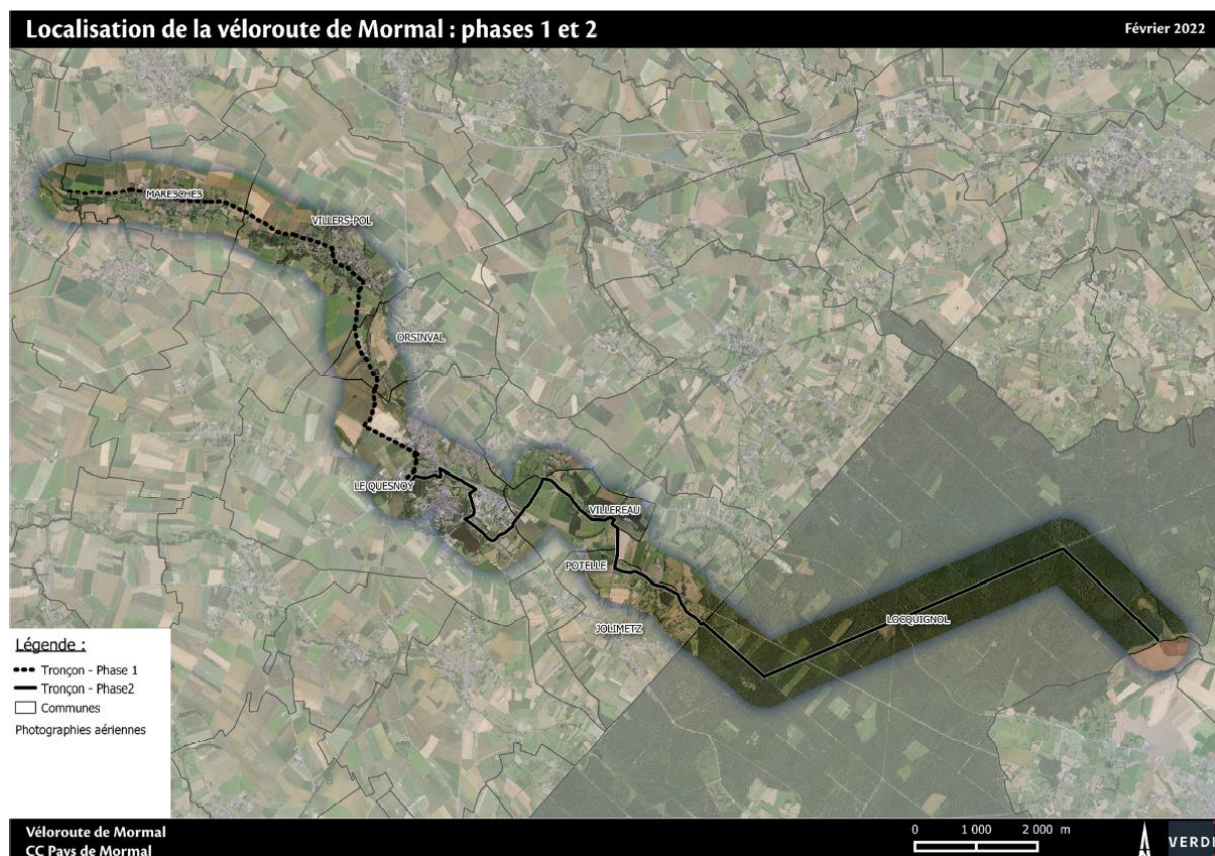 Localisation de la véloroute de Mormal : phases 1 et 2
Février 2022
MARESCHES
VILLERS-POL
ORSINVAL
LE QUESNOY
VILLEREAU
POTELLE
JOLIMETZ
LOCQUIGNOL
Légende :
Tronçon - Phase 1
Tronçon - Phase2
Communes
Photographies aériennes
Véloroute de Mormal
CC Pays de Mormal
0 1 000 2 000 m
N
VERDI